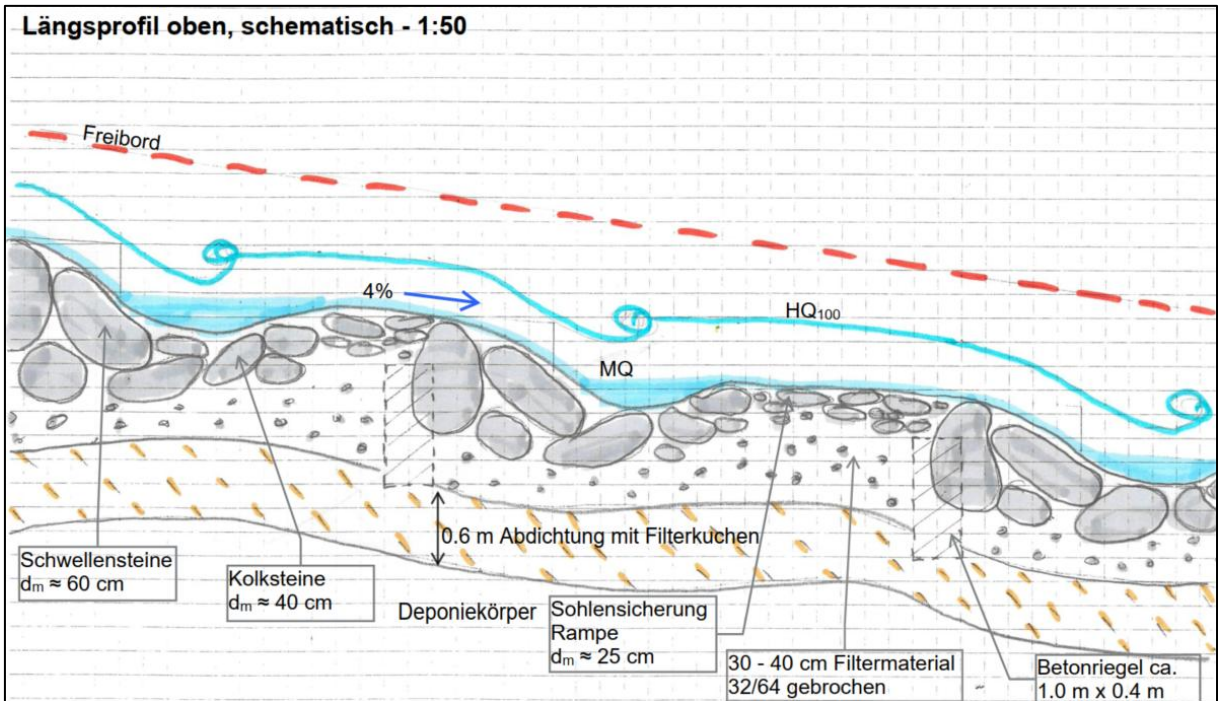 Längsprofil oben, schematisch - 1:50
Freibord
4%
HQ₁₀₀
MQ
0.6 m Abdichtung mit Filterkuchen
Schwellensteine
dₘ ≈ 60 cm
Kolksteine
dₘ ≈ 40 cm
Deponiekörper
Sohlensicherung
Rampe
dₘ ≈ 25 cm
30 - 40 cm Filtermaterial
32/64 gebrochen
Betonriegel ca.
1.0 m x 0.4 m